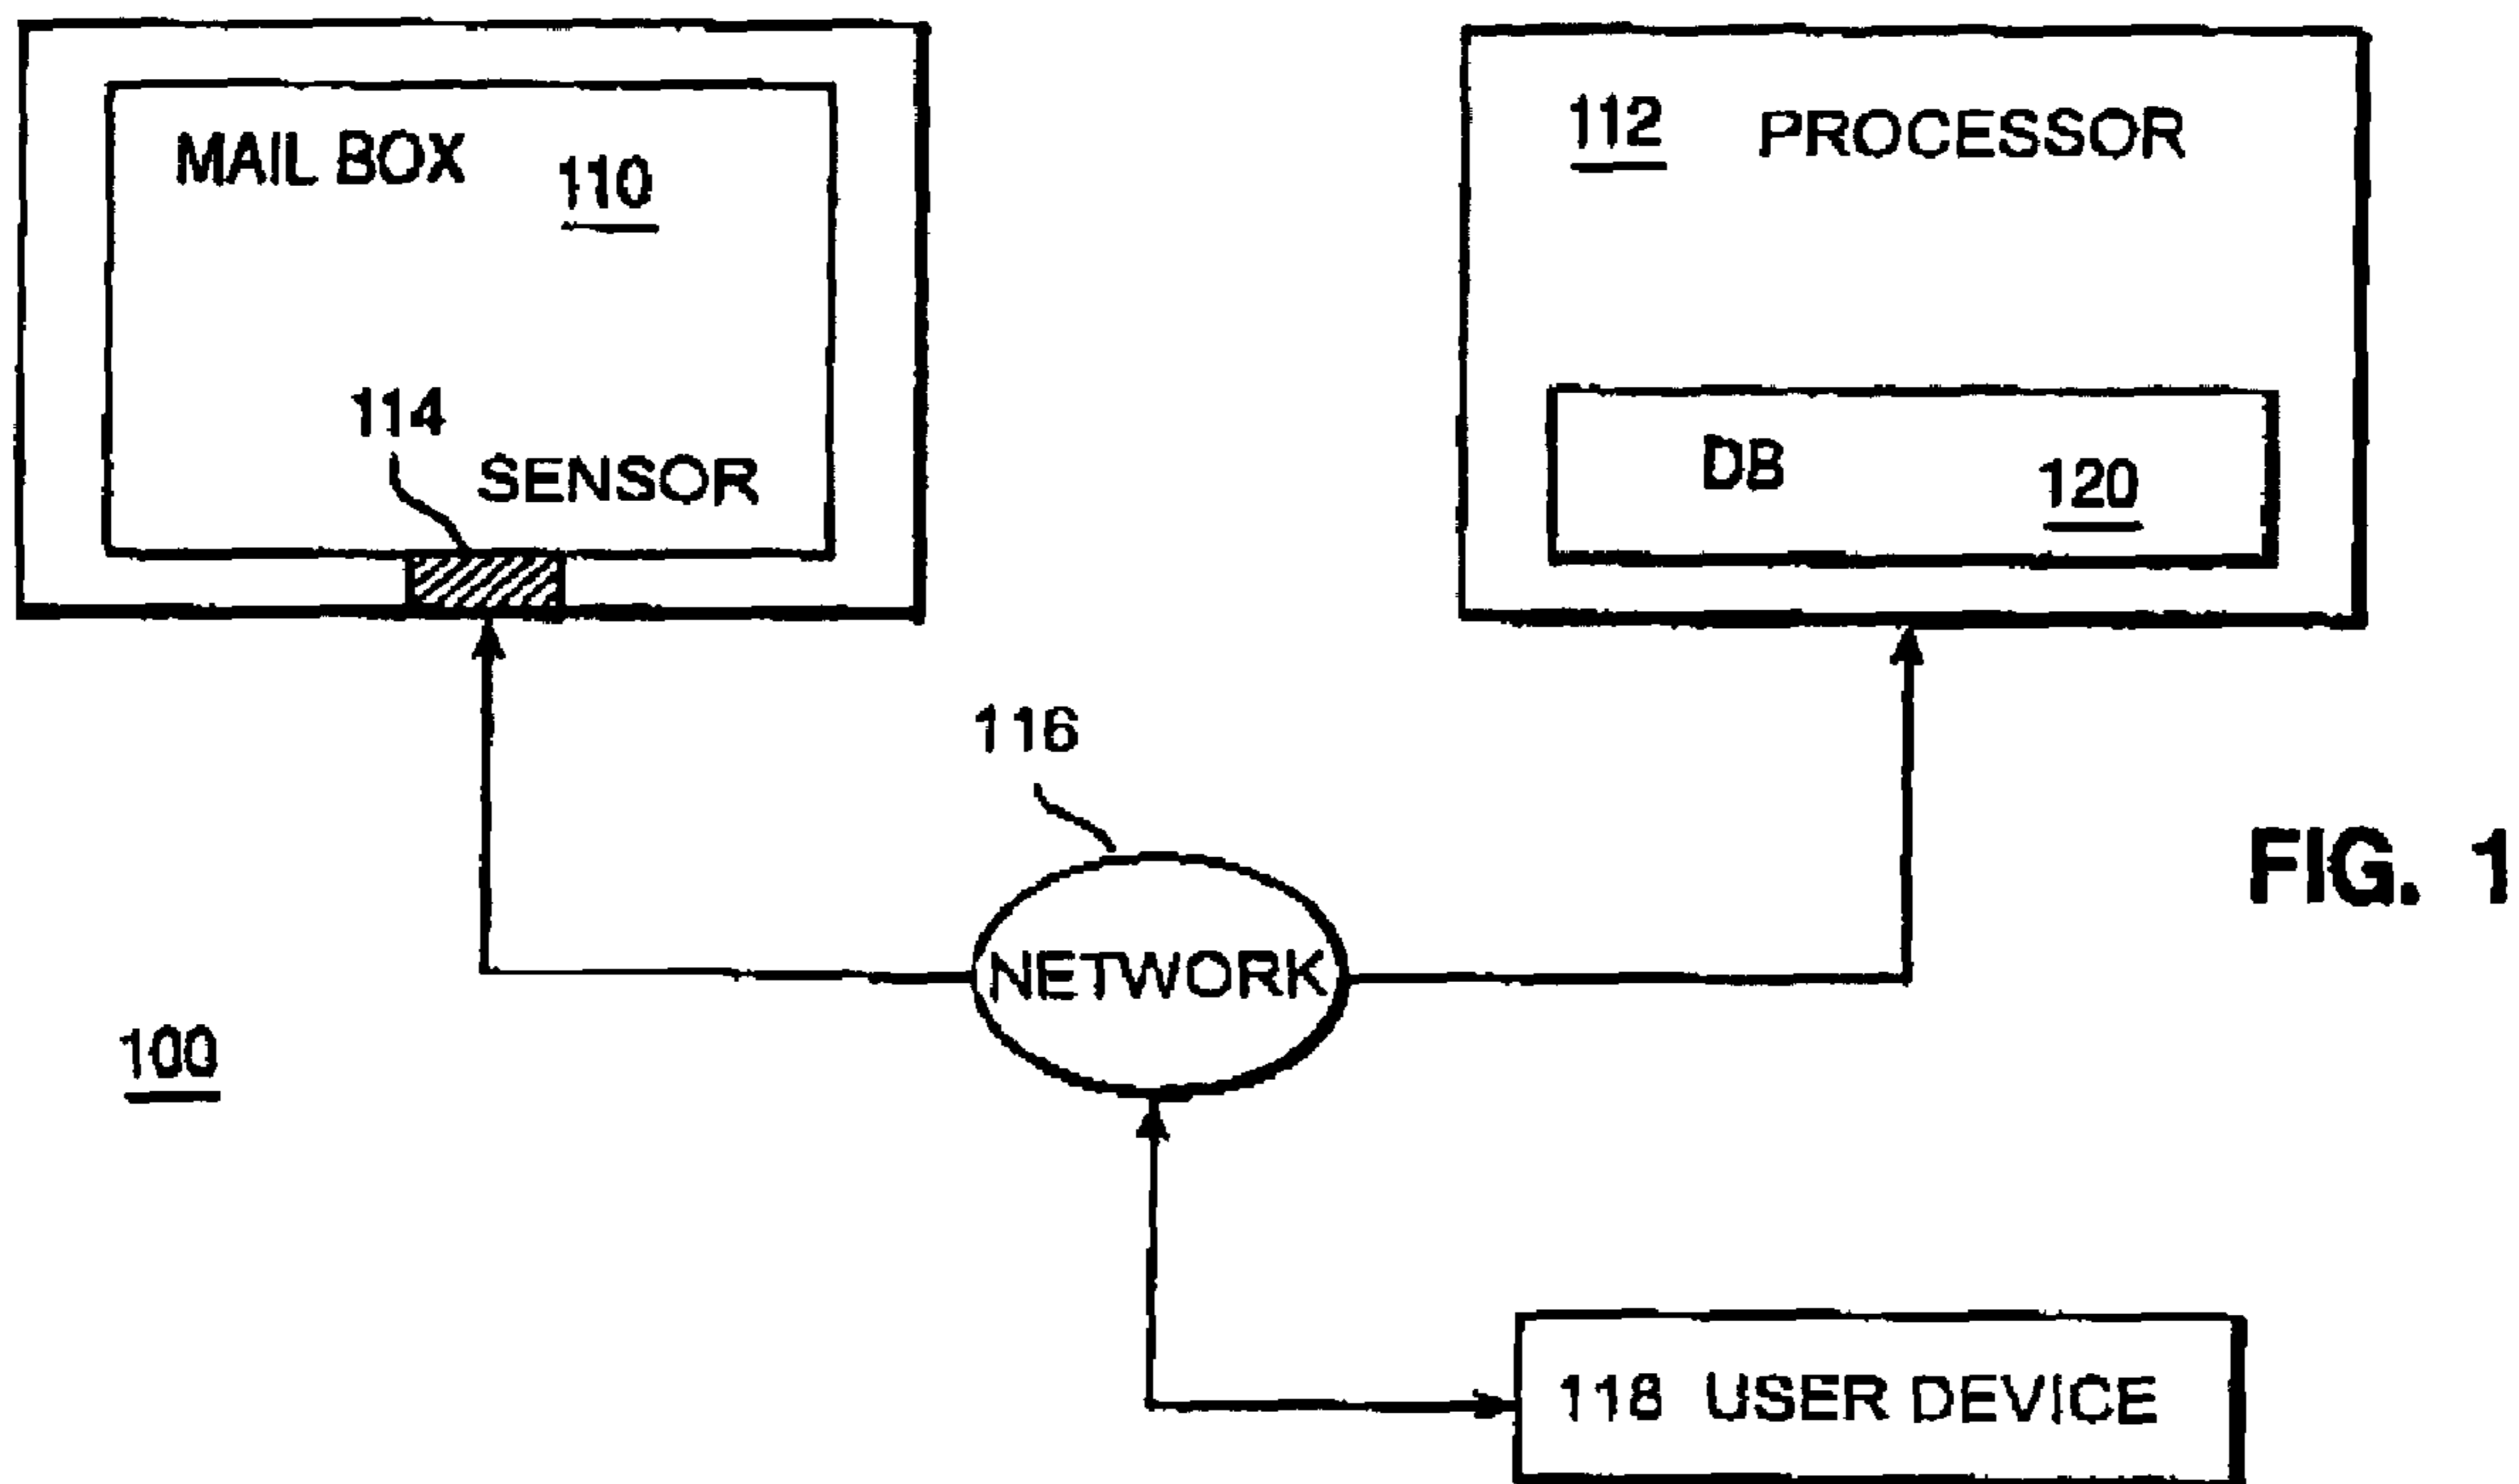 MAIL BOX 110
114
SENSOR
112 PROCESSOR
DB 120
116
NETWORK
FIG. 1
100
118 USER DEVICE